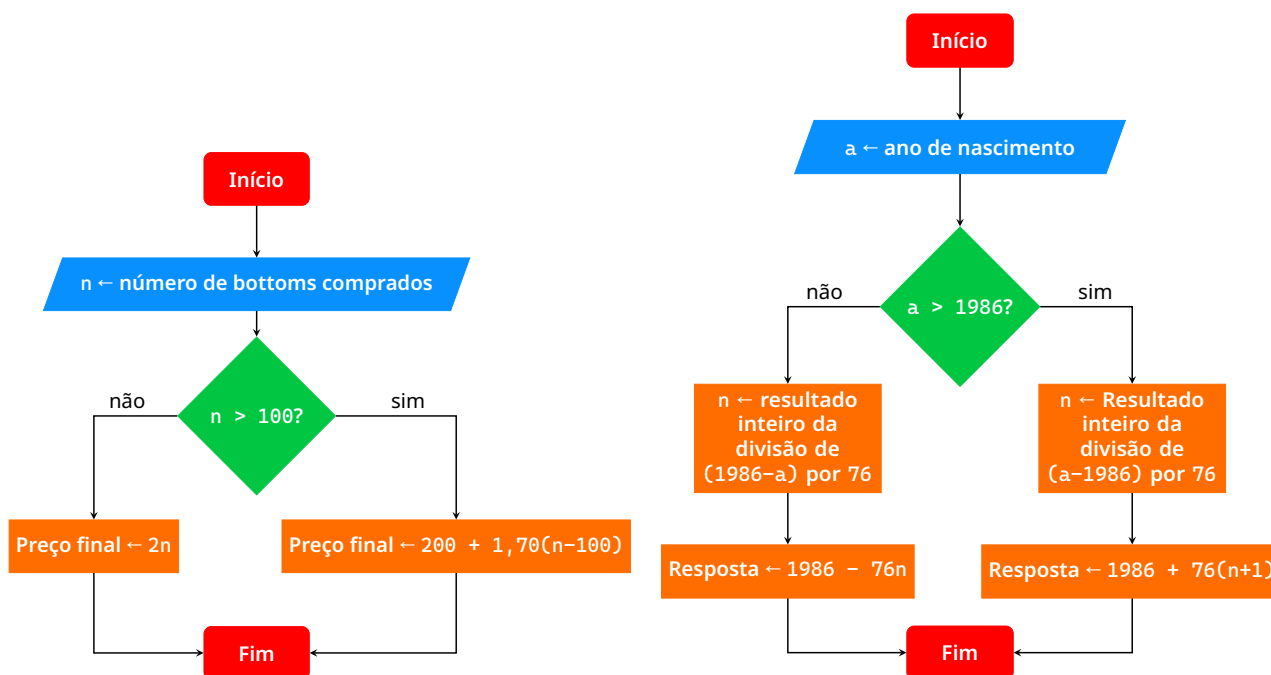 Início
n ← número de bottoms comprados
n > 100?
não
sim
Preço final ← 2n
Preço final ← 200 + 1,70(n−100)
Fim
Início
a ← ano de nascimento
a > 1986?
não
sim
n ← resultado
inteiro da
divisão de
(1986−a) por 76
n ← Resultado
inteiro da
divisão de
(a−1986) por 76
Resposta ← 1986 − 76n
Resposta ← 1986 + 76(n+1)
Fim